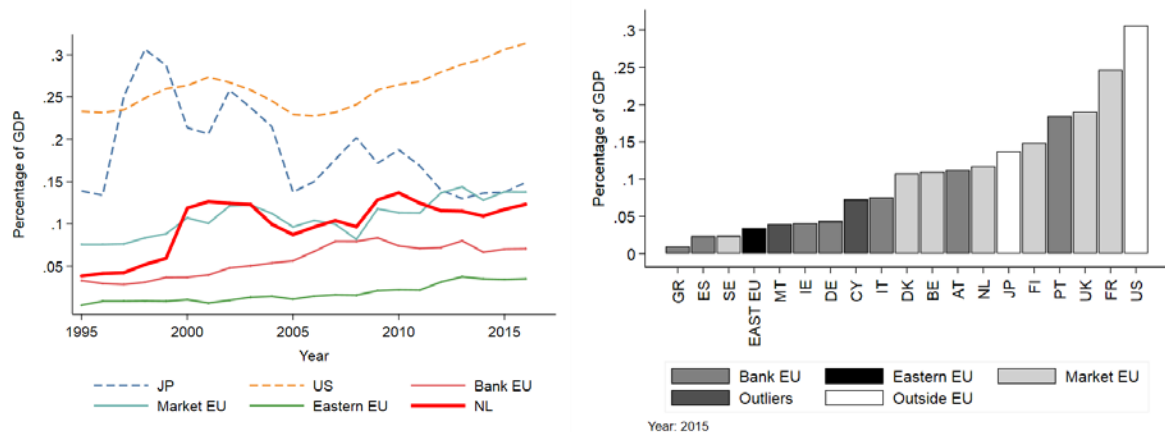 Percentage of GDP
.3
.25
.2
.15
.1
.05
1995 2000 2005 2010 2015
Year
JP US Bank EU
Market EU Eastern EU NL
Percentage of GDP
.3
.25
.2
.15
.1
.05
0
GR ES SE EAST EU MT IE DE CY IT DK BE AT NL JP FI PT UK FR US
Bank EU Eastern EU Market EU
Outliers Outside EU
Year: 2015